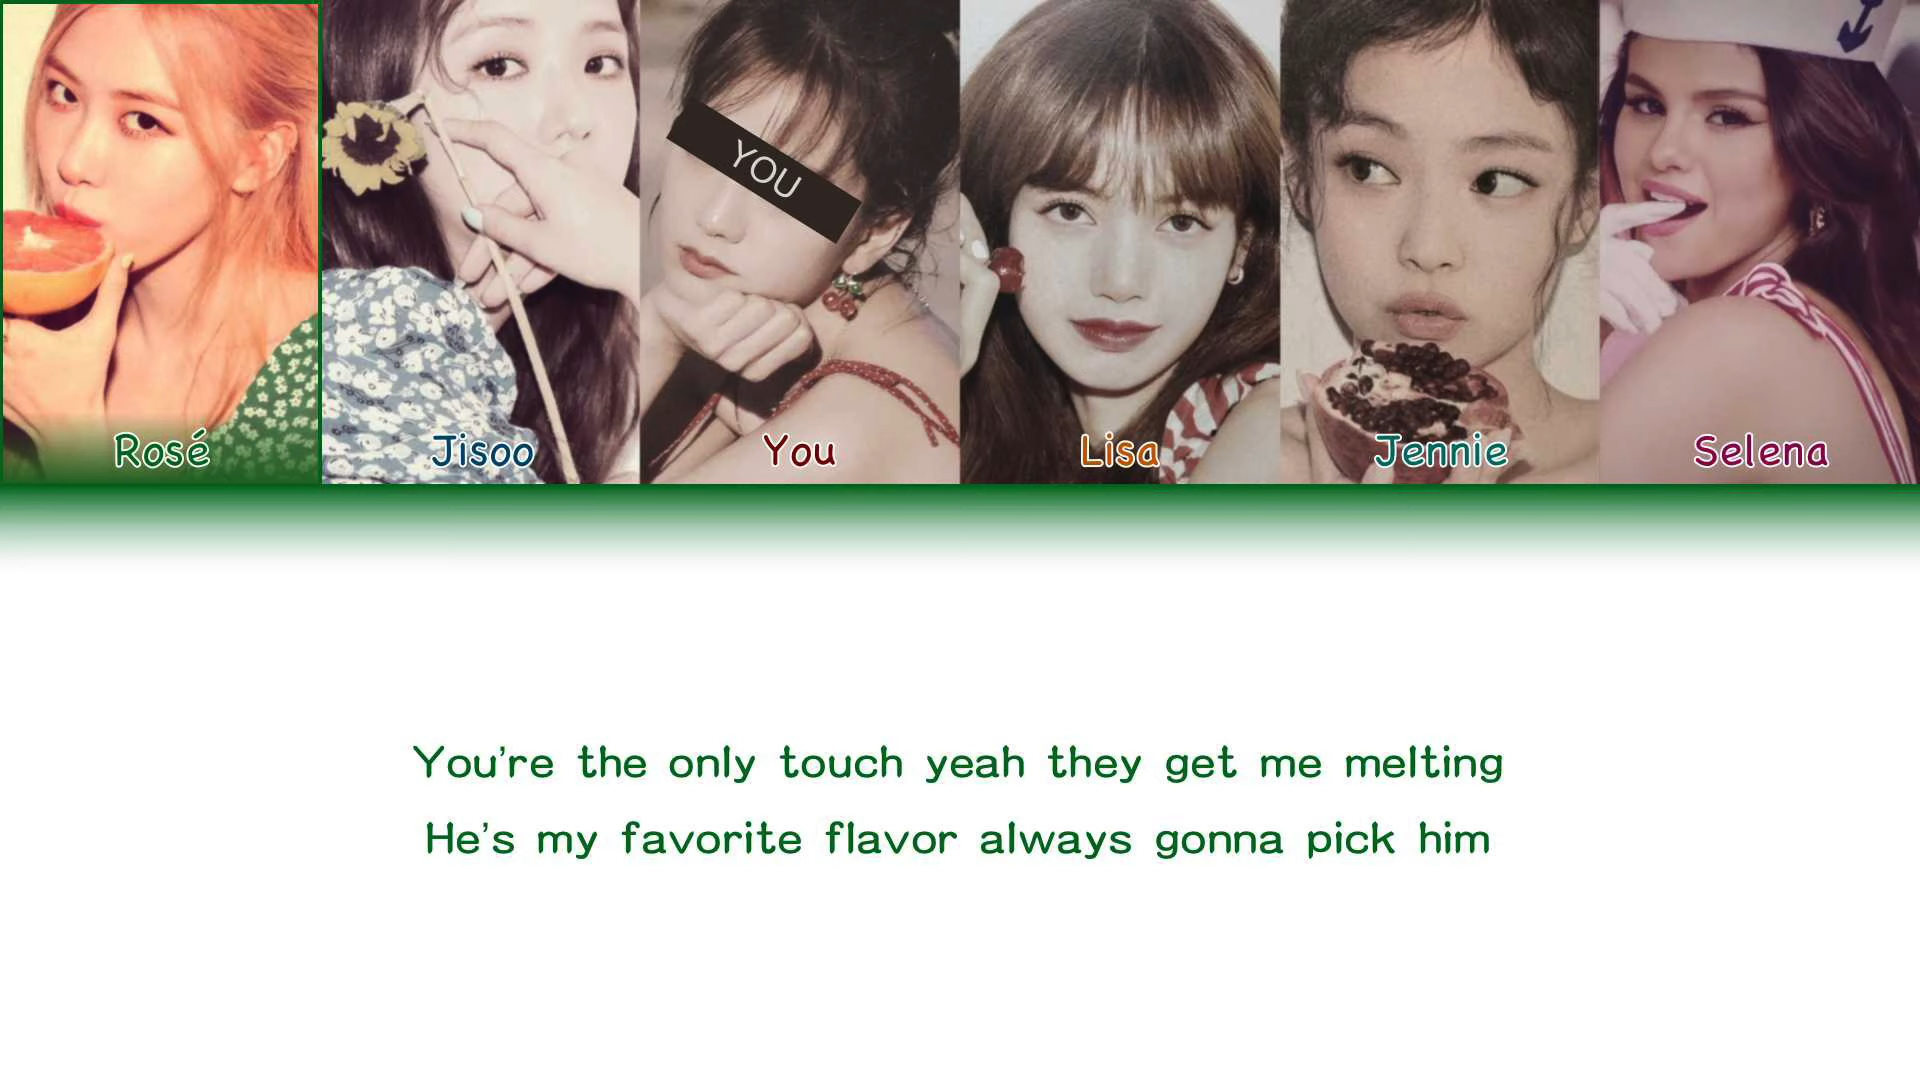 YOU
Rosé
Jisoo
You
Lisa
Jennie
Selena
You're the only touch yeah they get me melting
He's my favorite flavor always gonna pick him